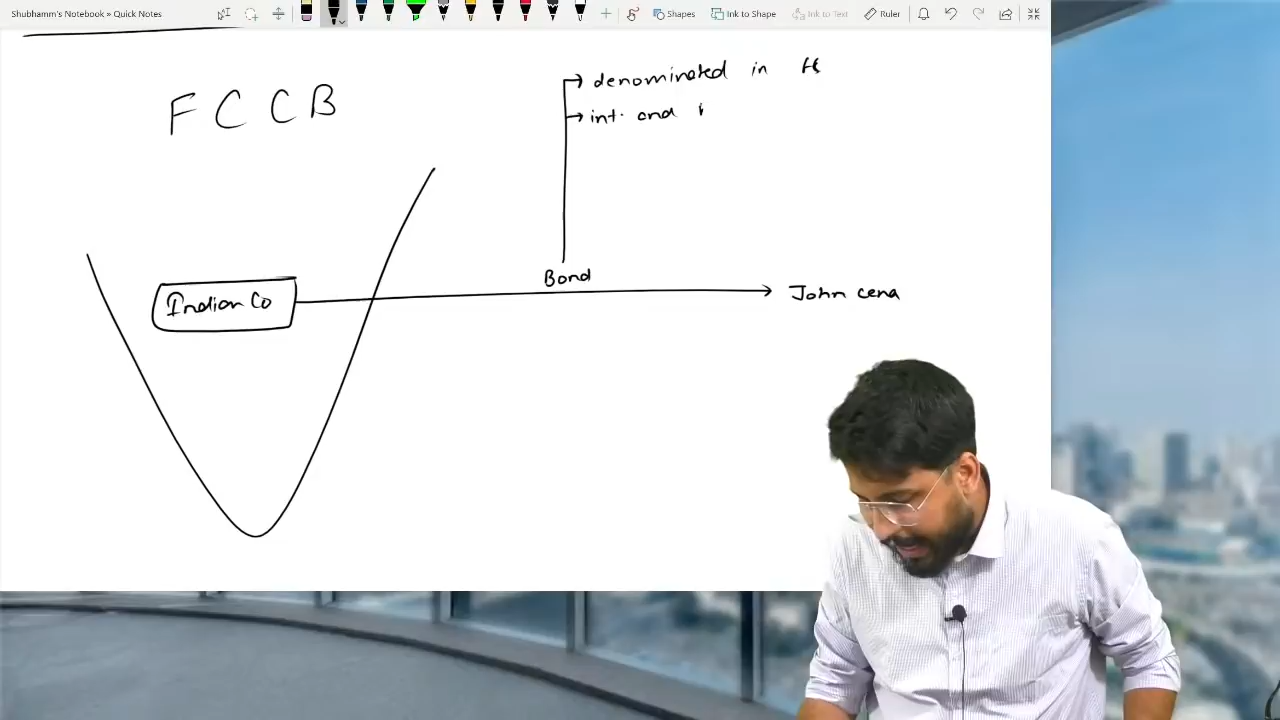 Shubhamm's Notebook » Quick Notes
Shapes
Ink to Shape
Ink to Text
Ruler
denominated in
FCCB
int. and
Bond
Indian Co
John cena